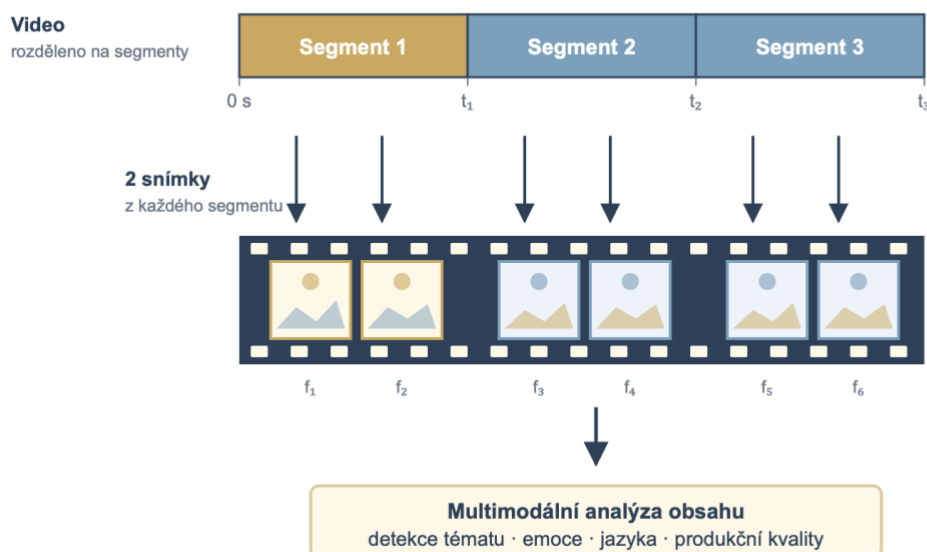 Video
rozděleno na segmenty
Segment 1
Segment 2
Segment 3
0 s
t₁
t₂
t₃
2 snímky
z každého segmentu
f₁
f₂
f₃
f₄
f₅
f₆
Multimodální analýza obsahu
detekce tématu · emoce · jazyka · produkční kvality